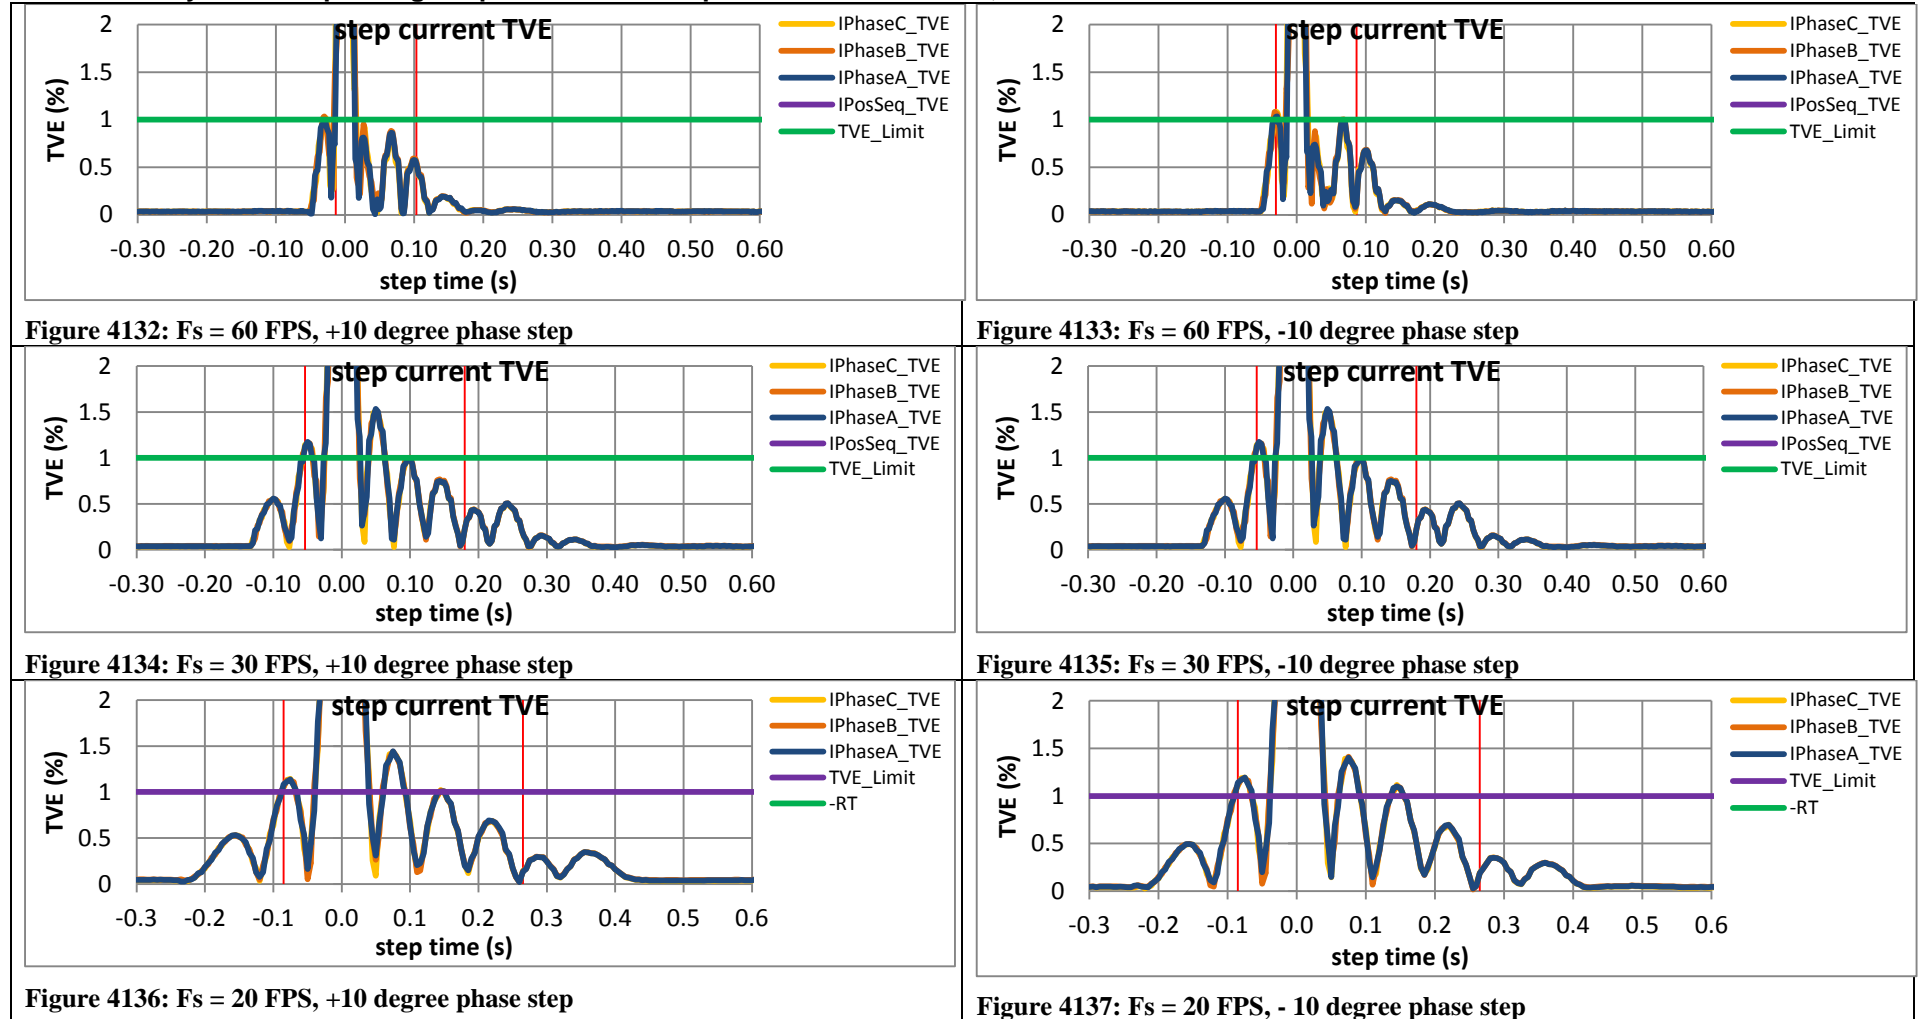 step current TVE
2
1.5
1
0.5
0
TVE (%)
-0.30 -0.20 -0.10 0.00 0.10 0.20 0.30 0.40 0.50 0.60
step time (s)
IPhaseC_TVE
IPhaseB_TVE
IPhaseA_TVE
IPosSeq_TVE
TVE_Limit
Figure 4132: Fs = 60 FPS, +10 degree phase step
step current TVE
2
1.5
1
0.5
0
TVE (%)
-0.30 -0.20 -0.10 0.00 0.10 0.20 0.30 0.40 0.50 0.60
step time (s)
IPhaseC_TVE
IPhaseB_TVE
IPhaseA_TVE
IPosSeq_TVE
TVE_Limit
Figure 4133: Fs = 60 FPS, -10 degree phase step
step current TVE
2
1.5
1
0.5
0
TVE (%)
-0.30 -0.20 -0.10 0.00 0.10 0.20 0.30 0.40 0.50 0.60
step time (s)
IPhaseC_TVE
IPhaseB_TVE
IPhaseA_TVE
IPosSeq_TVE
TVE_Limit
Figure 4134: Fs = 30 FPS, +10 degree phase step
step current TVE
2
1.5
1
0.5
0
TVE (%)
-0.30 -0.20 -0.10 0.00 0.10 0.20 0.30 0.40 0.50 0.60
step time (s)
IPhaseC_TVE
IPhaseB_TVE
IPhaseA_TVE
IPosSeq_TVE
TVE_Limit
Figure 4135: Fs = 30 FPS, -10 degree phase step
step current TVE
2
1.5
1
0.5
0
TVE (%)
-0.3 -0.2 -0.1 0.0 0.1 0.2 0.3 0.4 0.5 0.6
step time (s)
IPhaseC_TVE
IPhaseB_TVE
IPhaseA_TVE
TVE_Limit
-RT
Figure 4136: Fs = 20 FPS, +10 degree phase step
step current TVE
2
1.5
1
0.5
0
TVE (%)
-0.3 -0.2 -0.1 0.0 0.1 0.2 0.3 0.4 0.5 0.6
step time (s)
IPhaseC_TVE
IPhaseB_TVE
IPhaseA_TVE
TVE_Limit
-RT
Figure 4137: Fs = 20 FPS, - 10 degree phase step